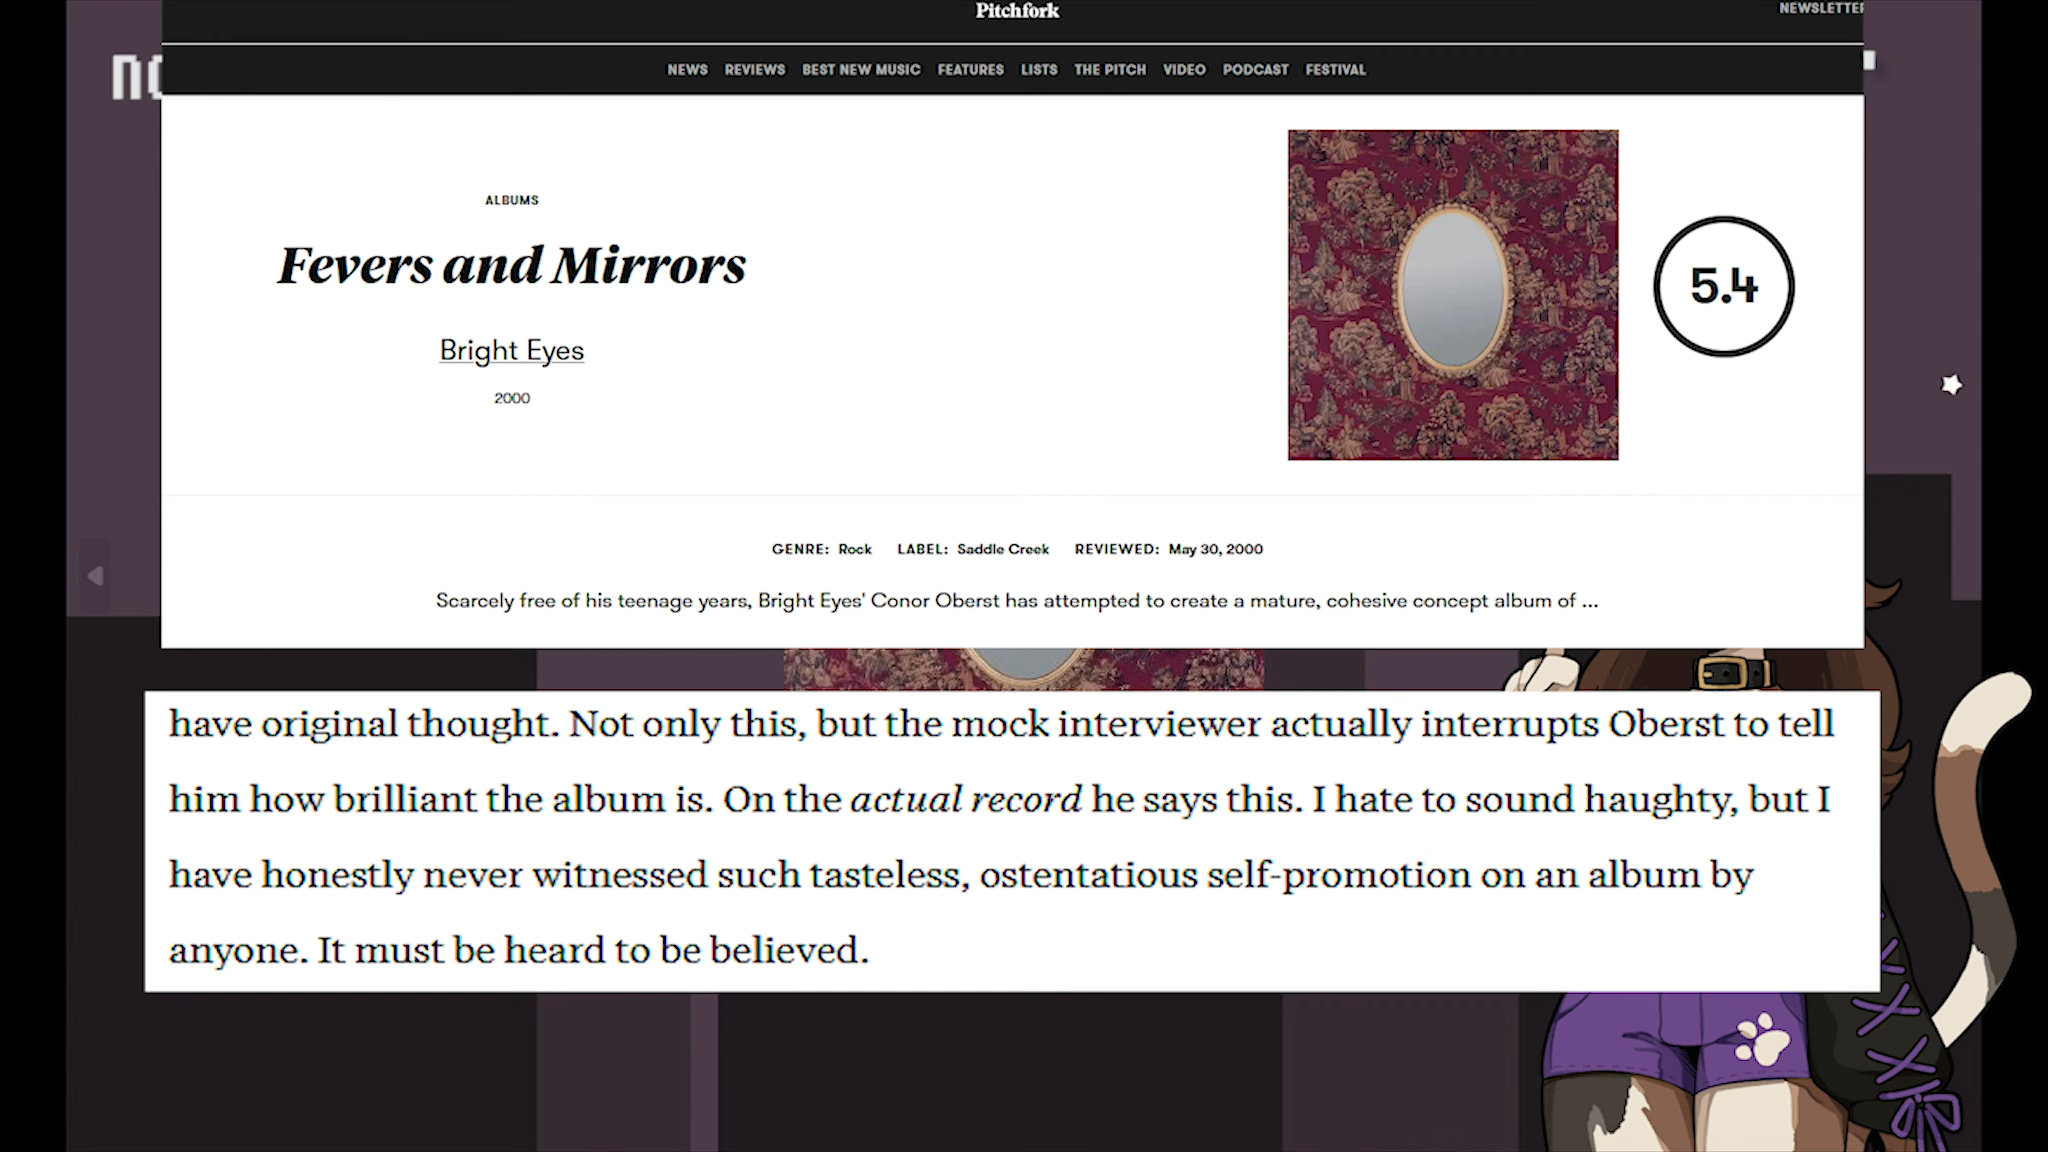 Pitchfork
NEWSLETTER
NEWS REVIEWS BEST NEW MUSIC FEATURES LISTS THE PITCH VIDEO PODCAST FESTIVAL
ALBUMS
Fevers and Mirrors
Bright Eyes
2000
5.4
GENRE: Rock LABEL: Saddle Creek REVIEWED: May 30, 2000
Scarcely free of his teenage years, Bright Eyes' Conor Oberst has attempted to create a mature, cohesive concept album of ...
have original thought. Not only this, but the mock interviewer actually interrupts Oberst to tell
him how brilliant the album is. On the actual record he says this. I hate to sound haughty, but I
have honestly never witnessed such tasteless, ostentatious self-promotion on an album by
anyone. It must be heard to be believed.